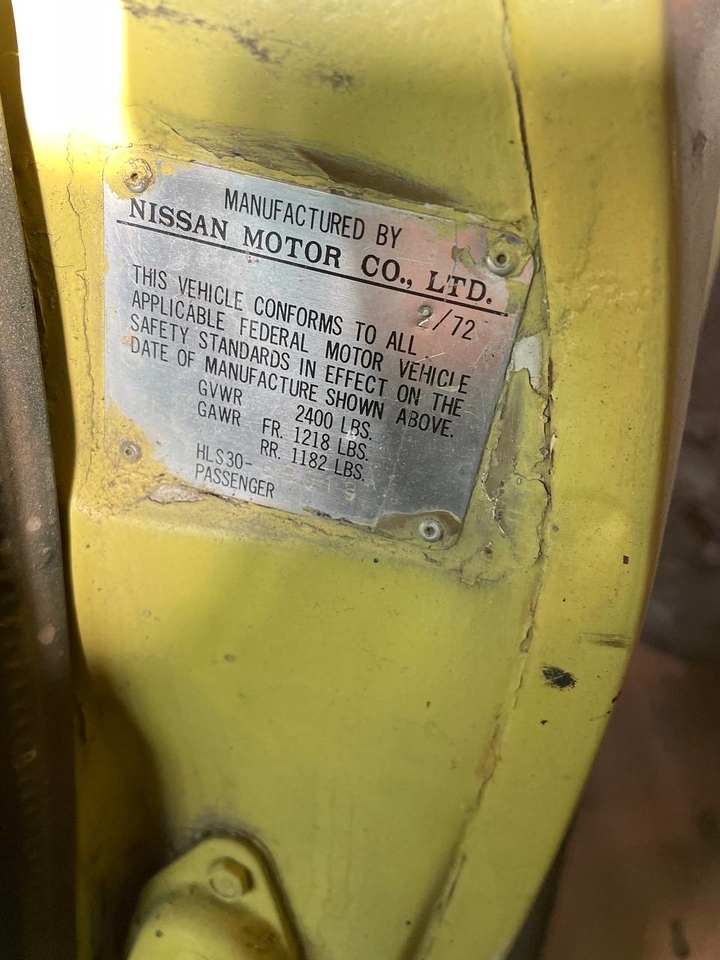 MANUFACTURED BY
NISSAN MOTOR CO., LTD.
2/72
THIS VEHICLE CONFORMS TO ALL
APPLICABLE FEDERAL MOTOR VEHICLE
SAFETY STANDARDS IN EFFECT ON THE
DATE OF MANUFACTURE SHOWN ABOVE.
GVWR 2400 LBS.
GAWR FR. 1218 LBS.
RR. 1182 LBS.
HLS30-
PASSENGER